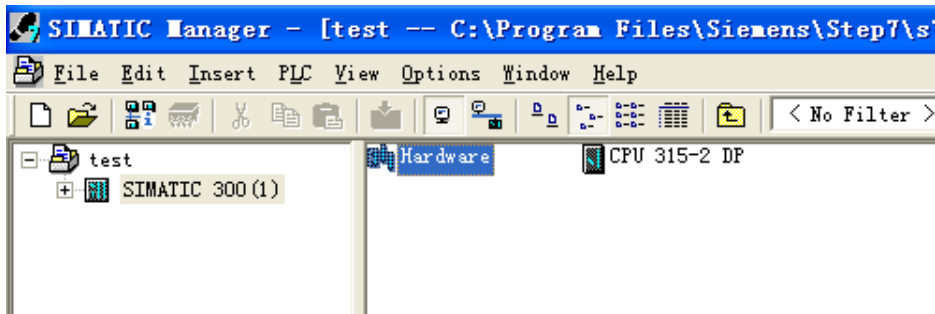 SIMATIC Manager - [test -- C:\Program Files\Siemens\Step7\s7
File Edit Insert PLC View Options Window Help
< No Filter >
test
Hardware
CPU 315-2 DP
SIMATIC 300(1)